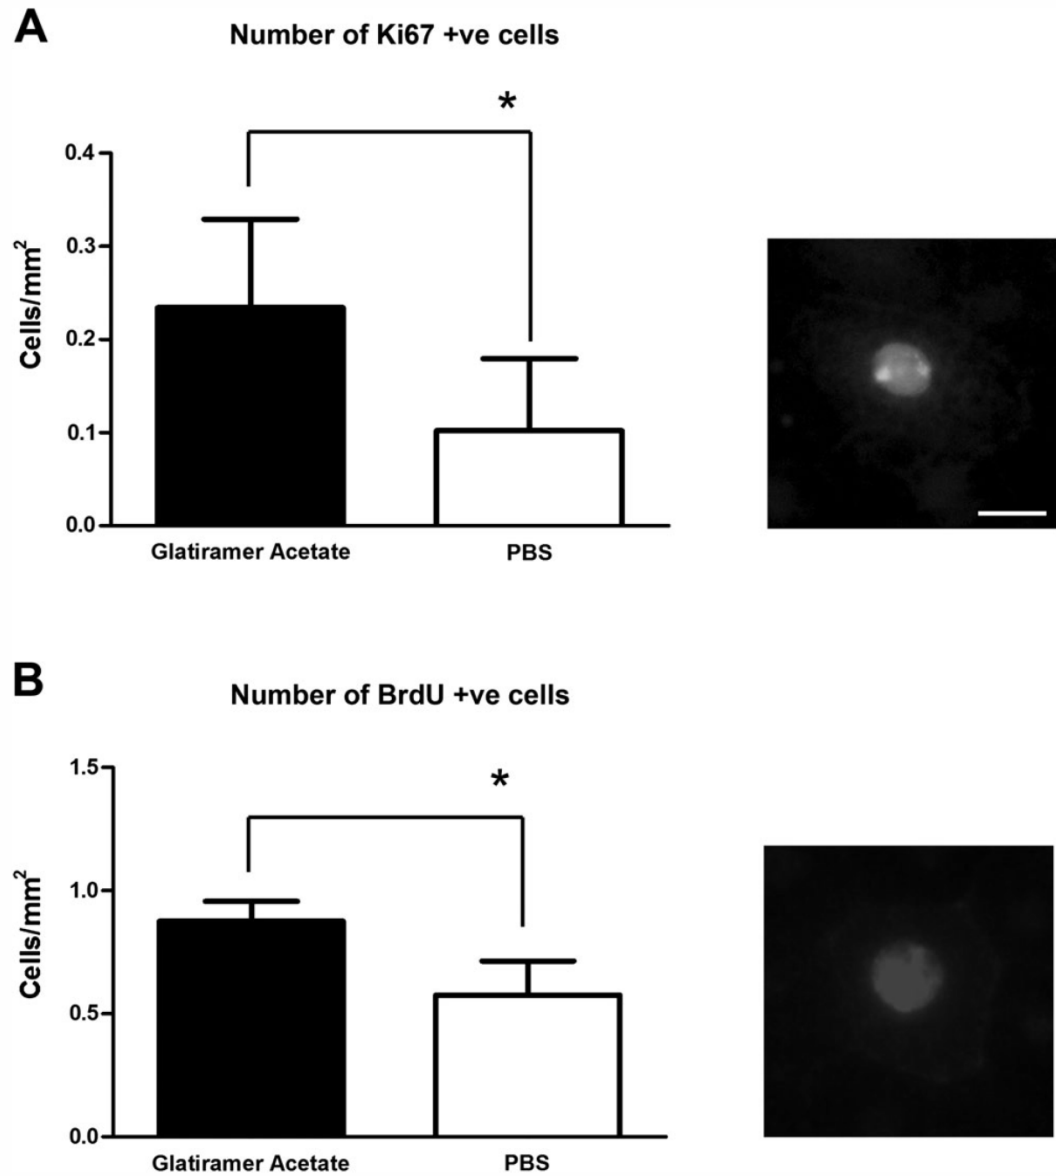 A
Number of Ki67 +ve cells
*
0.4
0.3
0.2
0.1
0.0
Cells/mm²
Glatiramer Acetate
PBS
B
Number of BrdU +ve cells
*
1.5
1.0
0.5
0.0
Cells/mm²
Glatiramer Acetate
PBS